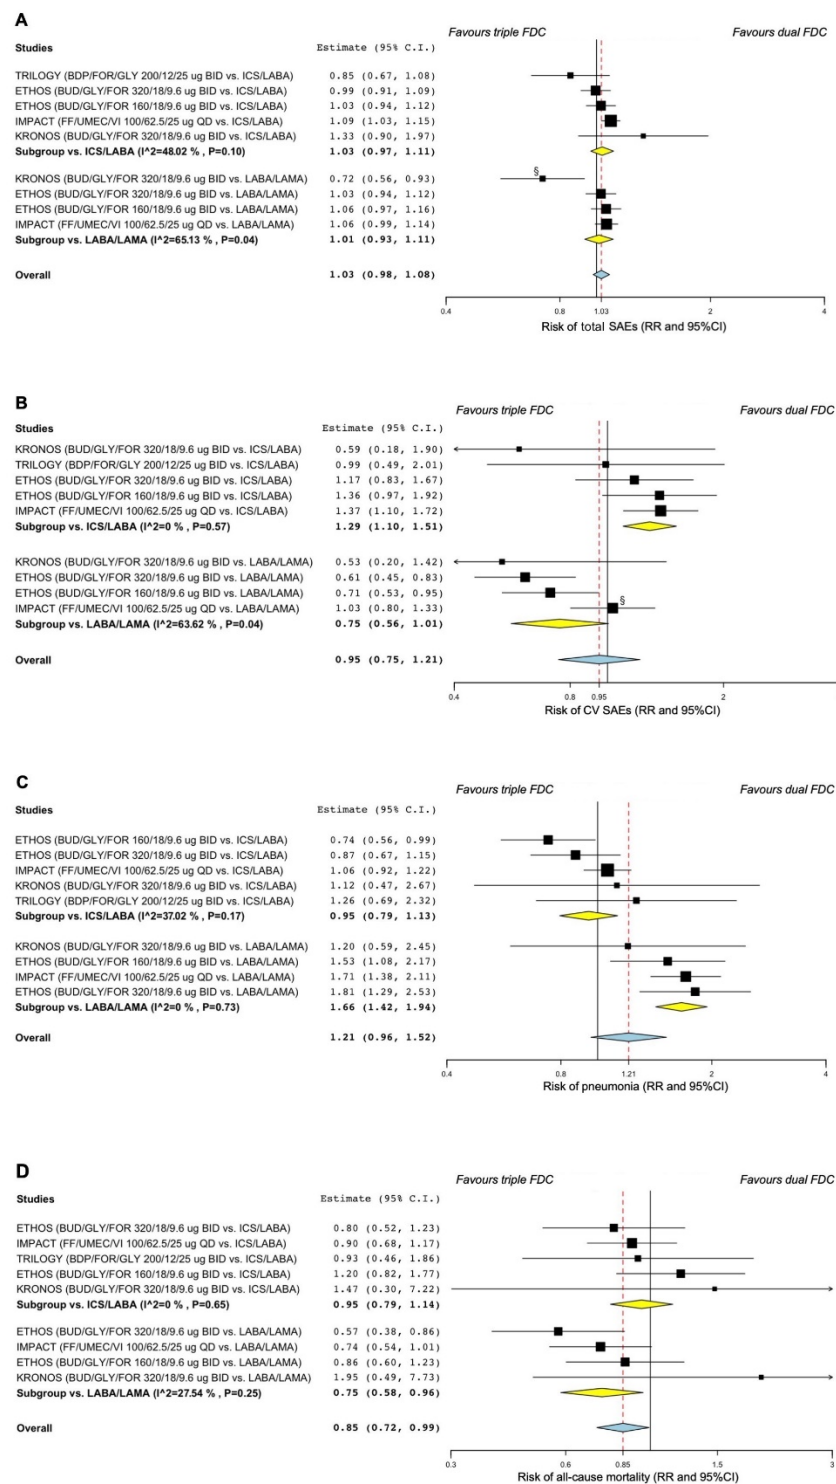 A
Favours triple FDC Favours dual FDC
Studies Estimate (95% C.I.)
TRILOGY (BDP/FOR/GLY 200/12/25 ug BID vs. ICS/LABA) 0.85 (0.67, 1.08)
ETHOS (BUD/GLY/FOR 320/18/9.6 ug BID vs. ICS/LABA) 0.99 (0.91, 1.09)
ETHOS (BUD/GLY/FOR 160/18/9.6 ug BID vs. ICS/LABA) 1.03 (0.94, 1.12)
IMPACT (FF/UMEC/VI 100/62.5/25 ug QD vs. ICS/LABA) 1.09 (1.03, 1.15)
KRONOS (BUD/GLY/FOR 320/18/9.6 ug BID vs. ICS/LABA) 1.33 (0.90, 1.97)
Subgroup vs. ICS/LABA (I^2=48.02 % , P=0.10) 1.03 (0.97, 1.11)
KRONOS (BUD/GLY/FOR 320/18/9.6 ug BID vs. LABA/LAMA) 0.72 (0.56, 0.93) §
ETHOS (BUD/GLY/FOR 320/18/9.6 ug BID vs. LABA/LAMA) 1.03 (0.94, 1.12)
ETHOS (BUD/GLY/FOR 160/18/9.6 ug BID vs. LABA/LAMA) 1.06 (0.97, 1.16)
IMPACT (FF/UMEC/VI 100/62.5/25 ug QD vs. LABA/LAMA) 1.06 (0.99, 1.14)
Subgroup vs. LABA/LAMA (I^2=65.13 % , P=0.04) 1.01 (0.93, 1.11)
Overall 1.03 (0.98, 1.08)
0.4 0.8 1.03 2 4
Risk of total SAEs (RR and 95%CI)
B
Favours triple FDC Favours dual FDC
Studies Estimate (95% C.I.)
KRONOS (BUD/GLY/FOR 320/18/9.6 ug BID vs. ICS/LABA) 0.59 (0.18, 1.90)
TRILOGY (BDP/FOR/GLY 200/12/25 ug BID vs. ICS/LABA) 0.99 (0.49, 2.01)
ETHOS (BUD/GLY/FOR 320/18/9.6 ug BID vs. ICS/LABA) 1.17 (0.83, 1.67)
ETHOS (BUD/GLY/FOR 160/18/9.6 ug BID vs. ICS/LABA) 1.36 (0.97, 1.92)
IMPACT (FF/UMEC/VI 100/62.5/25 ug QD vs. ICS/LABA) 1.37 (1.10, 1.72)
Subgroup vs. ICS/LABA (I^2=0 % , P=0.57) 1.29 (1.10, 1.51)
KRONOS (BUD/GLY/FOR 320/18/9.6 ug BID vs. LABA/LAMA) 0.53 (0.20, 1.42)
ETHOS (BUD/GLY/FOR 320/18/9.6 ug BID vs. LABA/LAMA) 0.61 (0.45, 0.83)
ETHOS (BUD/GLY/FOR 160/18/9.6 ug BID vs. LABA/LAMA) 0.71 (0.53, 0.95)
IMPACT (FF/UMEC/VI 100/62.5/25 ug QD vs. LABA/LAMA) 1.03 (0.80, 1.33) §
Subgroup vs. LABA/LAMA (I^2=63.62 % , P=0.04) 0.75 (0.56, 1.01)
Overall 0.95 (0.75, 1.21)
0.4 0.8 0.95 2
Risk of CV SAEs (RR and 95%CI)
C
Favours triple FDC Favours dual FDC
Studies Estimate (95% C.I.)
ETHOS (BUD/GLY/FOR 160/18/9.6 ug BID vs. ICS/LABA) 0.74 (0.56, 0.99)
ETHOS (BUD/GLY/FOR 320/18/9.6 ug BID vs. ICS/LABA) 0.87 (0.67, 1.15)
IMPACT (FF/UMEC/VI 100/62.5/25 ug QD vs. ICS/LABA) 1.06 (0.92, 1.22)
KRONOS (BUD/GLY/FOR 320/18/9.6 ug BID vs. ICS/LABA) 1.12 (0.47, 2.67)
TRILOGY (BDP/FOR/GLY 200/12/25 ug BID vs. ICS/LABA) 1.26 (0.69, 2.32)
Subgroup vs. ICS/LABA (I^2=37.02 % , P=0.17) 0.95 (0.79, 1.13)
KRONOS (BUD/GLY/FOR 320/18/9.6 ug BID vs. LABA/LAMA) 1.20 (0.59, 2.45)
ETHOS (BUD/GLY/FOR 160/18/9.6 ug BID vs. LABA/LAMA) 1.53 (1.08, 2.17)
IMPACT (FF/UMEC/VI 100/62.5/25 ug QD vs. LABA/LAMA) 1.71 (1.38, 2.11)
ETHOS (BUD/GLY/FOR 320/18/9.6 ug BID vs. LABA/LAMA) 1.81 (1.29, 2.53)
Subgroup vs. LABA/LAMA (I^2=0 % , P=0.73) 1.66 (1.42, 1.94)
Overall 1.21 (0.96, 1.52)
0.4 0.8 1.21 2 4
Risk of pneumonia (RR and 95%CI)
D
Favours triple FDC Favours dual FDC
Studies Estimate (95% C.I.)
ETHOS (BUD/GLY/FOR 320/18/9.6 ug BID vs. ICS/LABA) 0.80 (0.52, 1.23)
IMPACT (FF/UMEC/VI 100/62.5/25 ug QD vs. ICS/LABA) 0.90 (0.68, 1.17)
TRILOGY (BDP/FOR/GLY 200/12/25 ug BID vs. ICS/LABA) 0.93 (0.46, 1.86)
ETHOS (BUD/GLY/FOR 160/18/9.6 ug BID vs. ICS/LABA) 1.20 (0.82, 1.77)
KRONOS (BUD/GLY/FOR 320/18/9.6 ug BID vs. ICS/LABA) 1.47 (0.30, 7.22)
Subgroup vs. ICS/LABA (I^2=0 % , P=0.65) 0.95 (0.79, 1.14)
ETHOS (BUD/GLY/FOR 320/18/9.6 ug BID vs. LABA/LAMA) 0.57 (0.38, 0.86)
IMPACT (FF/UMEC/VI 100/62.5/25 ug QD vs. LABA/LAMA) 0.74 (0.54, 1.01)
ETHOS (BUD/GLY/FOR 160/18/9.6 ug BID vs. LABA/LAMA) 0.86 (0.60, 1.23)
KRONOS (BUD/GLY/FOR 320/18/9.6 ug BID vs. LABA/LAMA) 1.95 (0.49, 7.73)
Subgroup vs. LABA/LAMA (I^2=27.54 % , P=0.25) 0.75 (0.58, 0.96)
Overall 0.85 (0.72, 0.99)
0.3 0.6 0.85 1.5 3
Risk of all-cause mortality (RR and 95%CI)